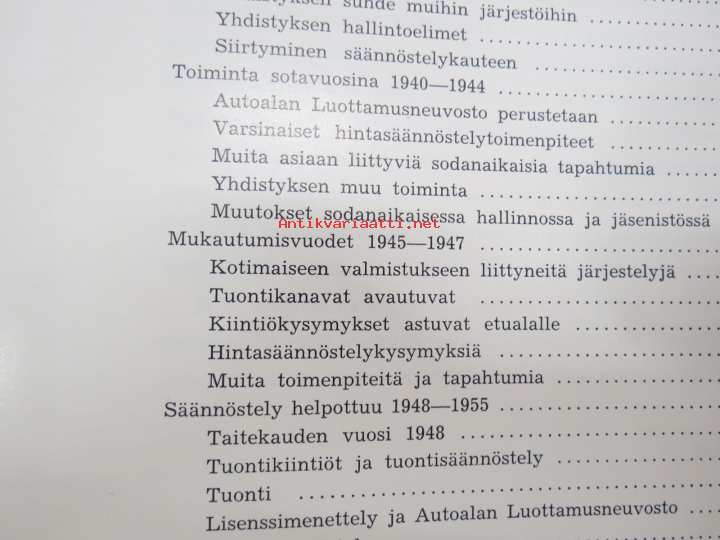 suhde muihin järjestöihin ..........
Yhdistyksen hallintoelimet ..........
Siirtyminen säännöstelykauteen ..........
Toiminta sotavuosina 1940—1944 ..........
Autoalan Luottamusneuvosto perustetaan ..........
Varsinaiset hintasäännöstelytoimenpiteet ..........
Muita asiaan liittyviä sodanaikaisia tapahtumia ......
Yhdistyksen muu toiminta ..........
Muutokset sodanaikaisessa hallinnossa ja jäsenistössä
Antikvariaatti.net
Mukautumisvuodet 1945—1947 ..........
Kotimaiseen valmistukseen liittyneitä järjestelyjä ....
Tuontikanavat avautuvat ..........
Kiintiökysymykset astuvat etualalle ..........
Hintasäännöstelykysymyksiä ..........
Muita toimenpiteitä ja tapahtumia ..........
Säännöstely helpottuu 1948—1955 ..........
Taitekauden vuosi 1948 ..........
Tuontikiintiöt ja tuontisäännöstely ..........
Tuonti ..........
Lisenssimenettely ja Autoalan Luottamusneuvosto ....